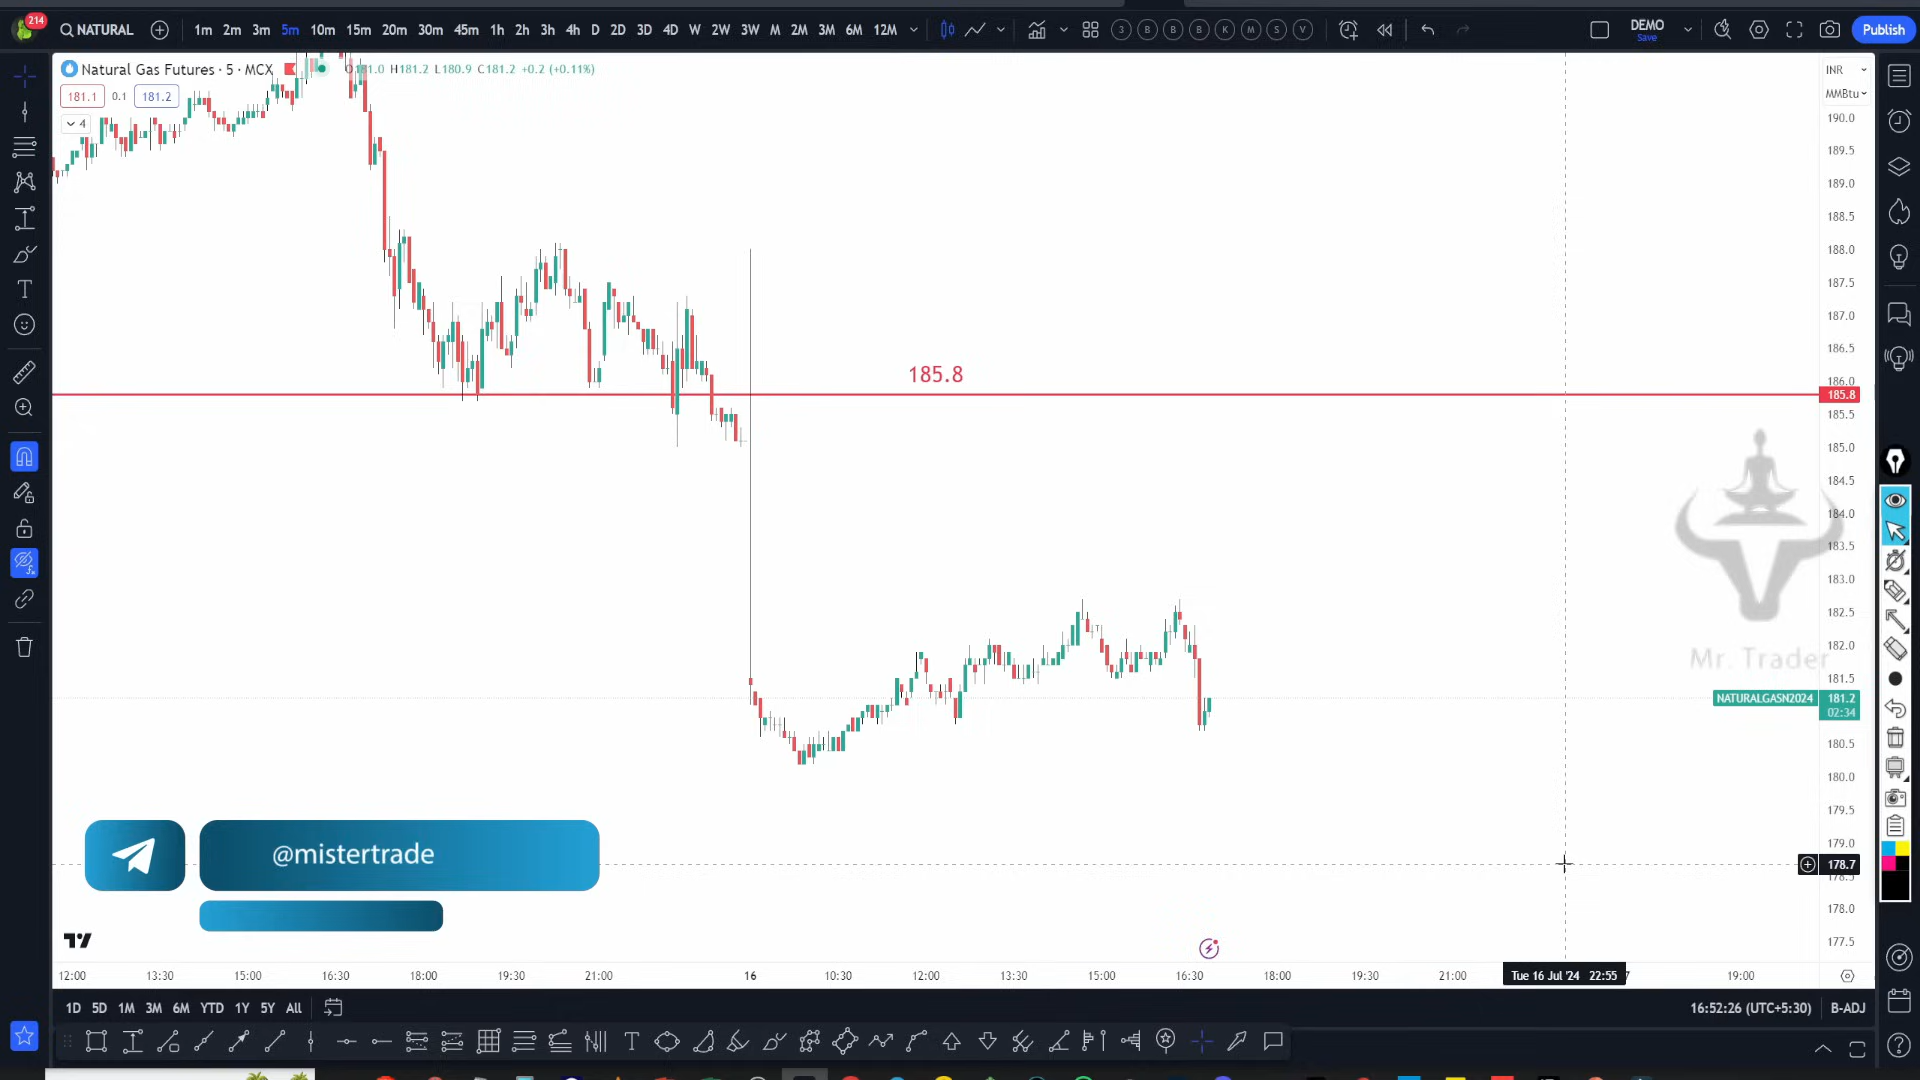 214
NATURAL
1m 2m 3m 5m 10m 15m 20m 30m 45m 1h 2h 3h 4h D 2D 3D 4D W 2W 3W M 2M 3M 6M 12M
3 B B B K M S V
DEMO
Save
Publish
Natural Gas Futures · 5 · MCX
O181.0 H181.2 L180.9 C181.2 +0.2 (+0.11%)
181.1 0.1 181.2
4
INR
MMBtu
190.0
189.5
189.0
188.5
188.0
187.5
187.0
186.5
186.0
185.8
185.8
185.5
185.0
184.5
184.0
183.5
183.0
182.5
182.0
Mr. Trader
181.5
NATURALGASN2024 181.2
02:34
180.5
180.0
179.5
179.0
@mistertrade
178.7
178.5
178.0
177.5
12:00 13:30 15:00 16:30 18:00 19:30 21:00 16 10:30 12:00 13:30 15:00 16:30 18:00 19:30 21:00 Tue 16 Jul '24 22:55 19:00
1D 5D 1M 3M 6M YTD 1Y 5Y All
16:52:26 (UTC+5:30) B-ADJ